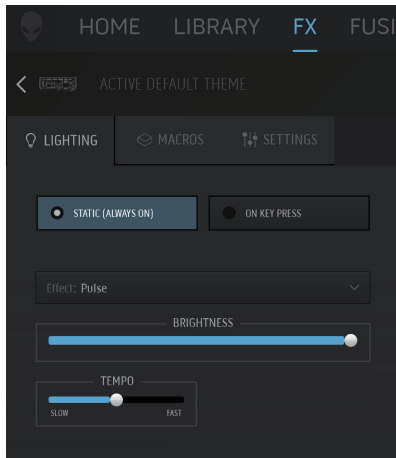 HOME LIBRARY FX FUSI
ACTIVE DEFAULT THEME
LIGHTING MACROS SETTINGS
STATIC (ALWAYS ON) ON KEY PRESS
Effect: Pulse
BRIGHTNESS
TEMPO
SLOW FAST